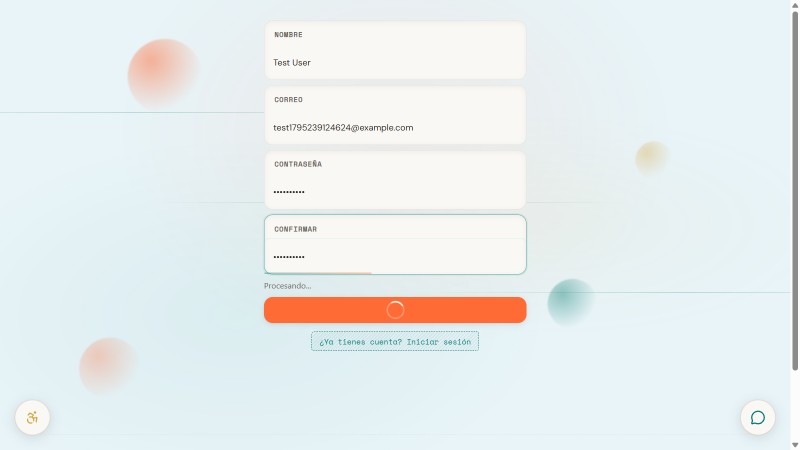 NOMBRE
Test User
CORREO
test1795239124624@example.com
CONTRASEÑA
••••••••••
CONFIRMAR
••••••••••
Procesando...
¿Ya tienes cuenta? Iniciar sesión